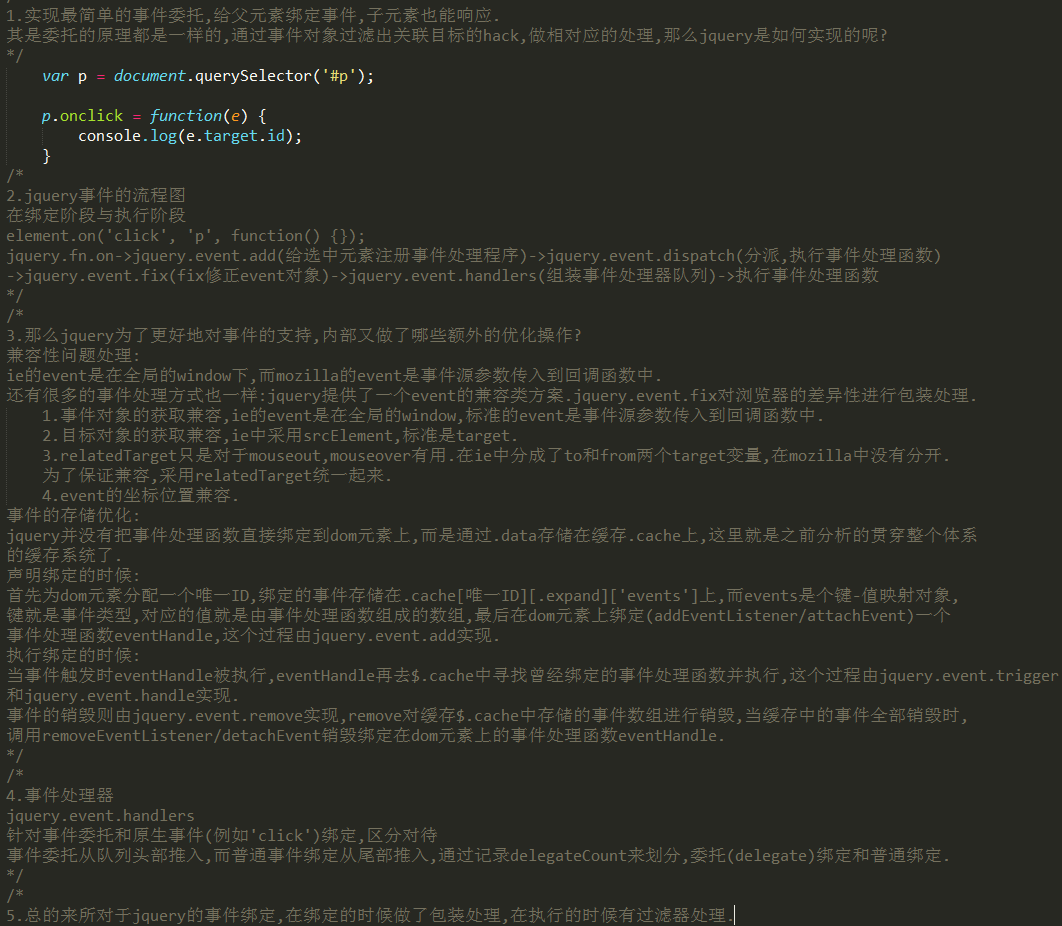 1.实现最简单的事件委托,给父元素绑定事件,子元素也能响应.
其是委托的原理都是一样的,通过事件对象过滤出关联目标的hack,做相对应的处理,那么jquery是如何实现的呢?
*/
var p = document.querySelector('#p');
p.onclick = function(e) {
console.log(e.target.id);
}
/*
2.jquery事件的流程图
在绑定阶段与执行阶段
element.on('click', 'p', function() {});
jquery.fn.on->jquery.event.add(给选中元素注册事件处理程序)->jquery.event.dispatch(分派,执行事件处理函数)
->jquery.event.fix(fix修正event对象)->jquery.event.handlers(组装事件处理器队列)->执行事件处理函数
*/
/*
3.那么jquery为了更好地对事件的支持,内部又做了哪些额外的优化操作?
兼容性问题处理:
ie的event是在全局的window下,而mozilla的event是事件源参数传入到回调函数中.
还有很多的事件处理方式也一样:jquery提供了一个event的兼容类方案.jquery.event.fix对浏览器的差异性进行包装处理.
1.事件对象的获取兼容,ie的event是在全局的window,标准的event是事件源参数传入到回调函数中.
2.目标对象的获取兼容,ie中采用srcElement,标准是target.
3.relatedTarget只是对于mouseout,mouseover有用.在ie中分成了to和from两个target变量,在mozilla中没有分开.
为了保证兼容,采用relatedTarget统一起来.
4.event的坐标位置兼容.
事件的存储优化:
jquery并没有把事件处理函数直接绑定到dom元素上,而是通过.data存储在缓存.cache上,这里就是之前分析的贯穿整个体系
的缓存系统了.
声明绑定的时候:
首先为dom元素分配一个唯一ID,绑定的事件存储在.cache[唯一ID][.expand]['events']上,而events是个键-值映射对象,
键就是事件类型,对应的值就是由事件处理函数组成的数组,最后在dom元素上绑定(addEventListener/attachEvent)一个
事件处理函数eventHandle,这个过程由jquery.event.add实现.
执行绑定的时候:
当事件触发时eventHandle被执行,eventHandle再去$.cache中寻找曾经绑定的事件处理函数并执行,这个过程由jquery.event.trigger
和jquery.event.handle实现.
事件的销毁则由jquery.event.remove实现,remove对缓存$.cache中存储的事件数组进行销毁,当缓存中的事件全部销毁时,
调用removeEventListener/detachEvent销毁绑定在dom元素上的事件处理函数eventHandle.
*/
/*
4.事件处理器
jquery.event.handlers
针对事件委托和原生事件(例如'click')绑定,区分对待
事件委托从队列头部推入,而普通事件绑定从尾部推入,通过记录delegateCount来划分,委托(delegate)绑定和普通绑定.
*/
/*
5.总的来所对于jquery的事件绑定,在绑定的时候做了包装处理,在执行的时候有过滤器处理.